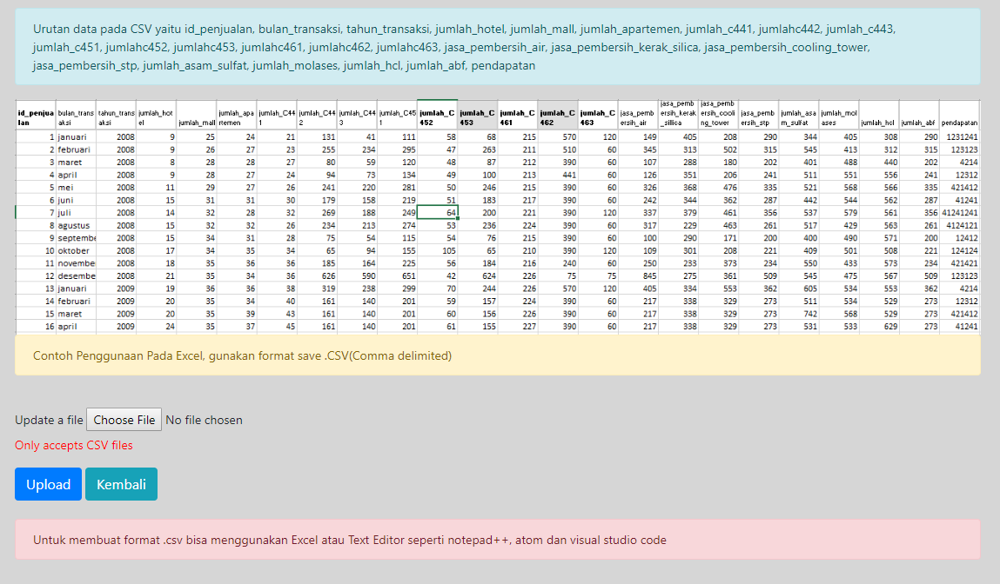 Urutan data pada CSV yaitu id_penjualan, bulan_transaksi, tahun_transaksi, jumlah_hotel, jumlah_mall, jumlah_apartemen, jumlah_c441, jumlahc442, jumlah_c443,
jumlah_c451, jumlahc452, jumlahc453, jumlahc461, jumlahc462, jumlahc463, jasa_pembersih_air, jasa_pembersih_kerak_silica, jasa_pembersih_cooling_tower,
jasa_pembersih_stp, jumlah_asam_sulfat, jumlah_molases, jumlah_hcl, jumlah_abf, pendapatan
id_penjualan bulan_transaksi tahun_transaksi jumlah_hotel jumlah_mall jumlah_apartemen jumlah_C441 jumlah_C442 jumlah_C443 jumlah_C451 jumlah_C452 jumlah_C453 jumlah_C461 jumlah_C462 jumlah_C463 jasa_pembersih_air jasa_pembersih_kerak_sillica jasa_pembersih_cooling_tower jasa_pembersih_stp jumlah_asam_sulfat jumlah_molases jumlah_hcl jumlah_abf pendapatan
1 januari 2008 9 25 24 21 131 41 111 58 68 215 570 120 149 405 208 290 344 405 308 290 1231241
2 februari 2008 9 26 27 23 255 234 295 47 263 211 510 60 345 313 502 315 545 413 312 315 123123
3 maret 2008 8 28 28 27 80 59 120 48 87 212 390 60 107 288 180 202 401 488 440 202 4214
4 april 2008 9 28 27 24 94 73 134 49 100 213 441 60 126 351 206 241 511 551 556 241 12312
5 mei 2008 11 29 27 26 241 220 281 50 246 215 390 60 326 368 476 335 521 568 566 335 421412
6 juni 2008 15 31 31 30 179 158 219 51 183 217 390 60 242 344 362 287 442 544 562 287 41241
7 juli 2008 14 32 28 32 269 188 249 64 200 221 390 120 337 379 461 356 537 579 561 356 41241241
8 agustus 2008 15 32 32 26 234 213 274 53 236 224 390 60 317 229 463 261 517 429 563 261 4124121
9 septembe 2008 15 34 31 28 75 54 115 54 76 215 390 60 100 290 171 200 400 490 571 200 12412
10 oktober 2008 17 34 35 34 65 94 155 105 65 210 390 120 109 301 208 221 409 501 508 221 124124
11 novembe 2008 18 35 36 36 185 164 225 56 184 216 240 60 250 233 373 234 550 433 573 234 421421
12 desembe 2008 21 35 34 36 626 590 651 42 624 226 75 75 845 275 361 509 545 475 567 509 123123
13 januari 2009 19 36 36 38 319 238 299 70 244 226 570 120 405 334 553 362 605 534 553 362 4214
14 februari 2009 20 35 34 40 161 140 201 59 157 224 390 60 217 338 329 273 511 534 529 273 12312
15 maret 2009 20 35 39 43 161 140 201 60 156 226 390 60 217 338 329 273 742 568 529 273 421412
16 april 2009 24 35 37 45 161 140 201 61 155 227 390 60 217 338 329 273 531 533 629 273 41241
Contoh Penggunaan Pada Excel, gunakan format save .CSV(Comma delimited)
Update a file Choose File No file chosen
Only accepts CSV files
Upload Kembali
Untuk membuat format .csv bisa menggunakan Excel atau Text Editor seperti notepad++, atom dan visual studio code